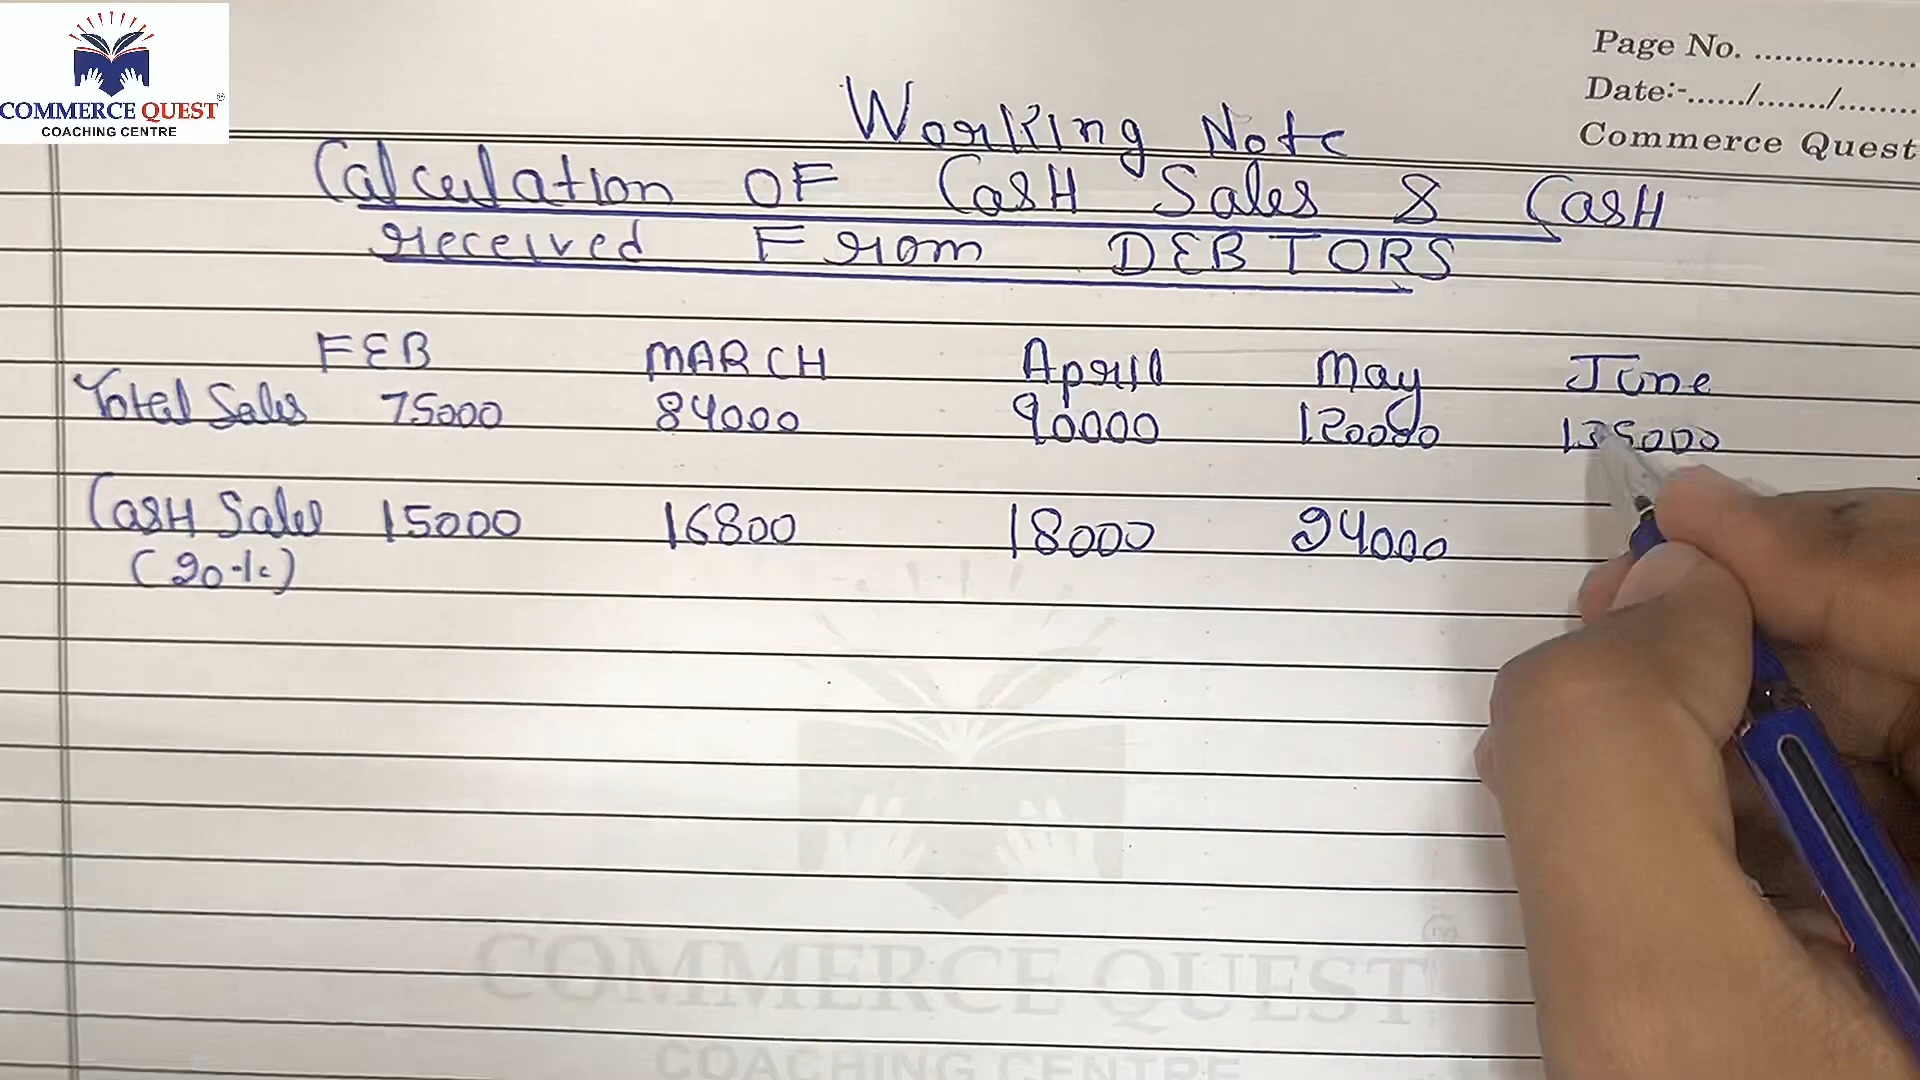 COMMERCE QUEST
COACHING CENTRE
Page No. ..................
Date:-....../......./.........
Commerce Quest
Working Note
Calculation OF Cash Sales & Cash
received From DEBTORS
FEB MARCH April May June
Total Sales 75000 84000 90000 120000 135000
Cash Sales 15000 16800 18000 24000
(20%)
COMMERCE QUEST
COACHING CENTRE